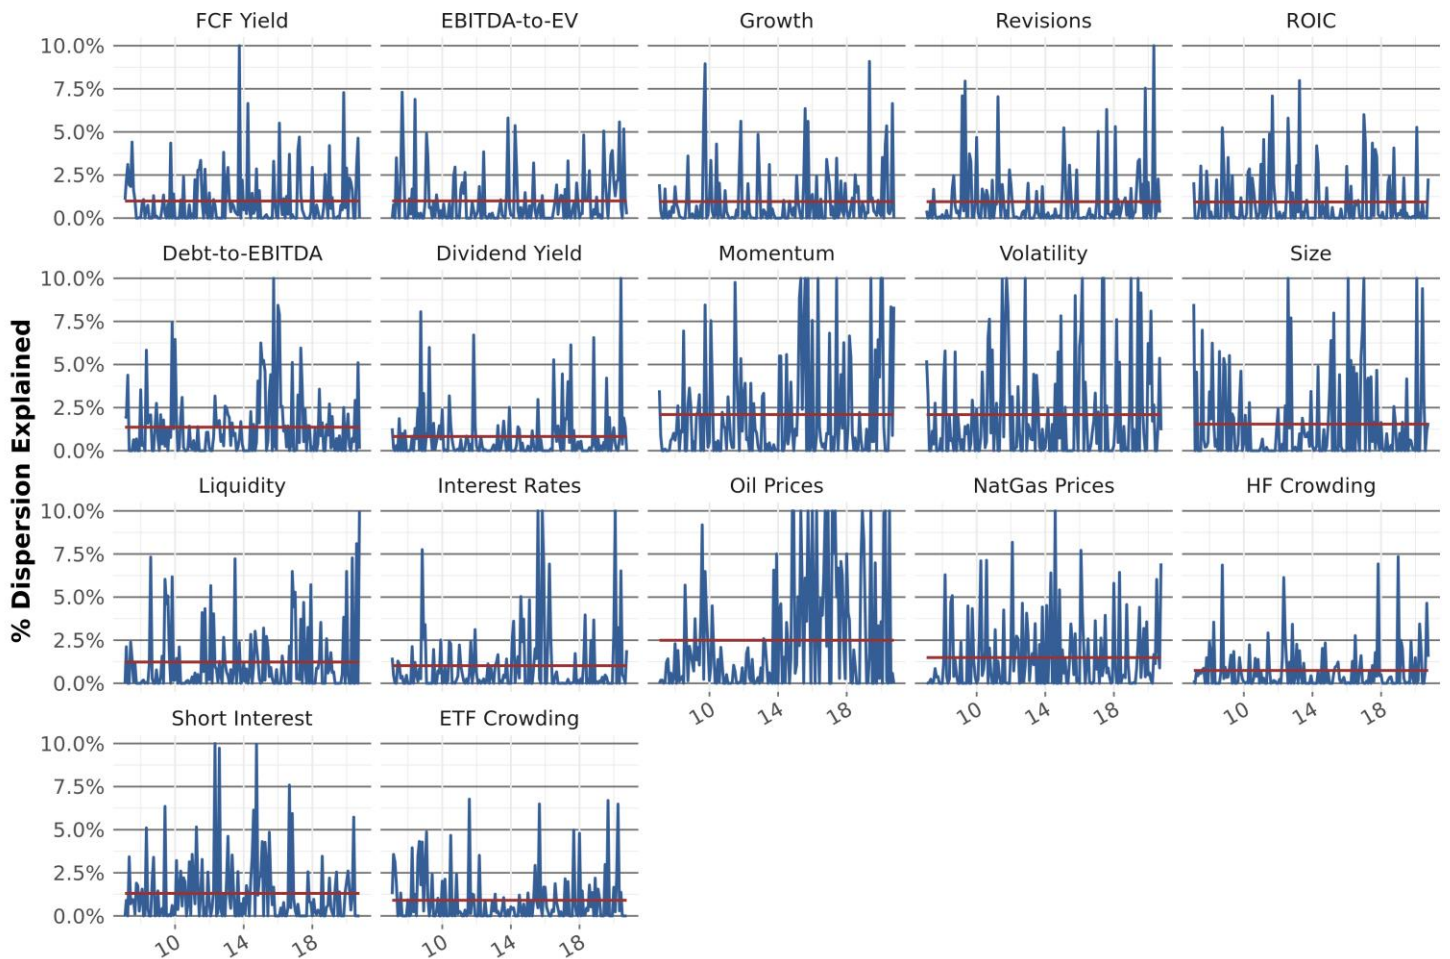 FCF Yield EBITDA-to-EV Growth Revisions ROIC
10.0%
7.5%
5.0%
2.5%
0.0%
Debt-to-EBITDA Dividend Yield Momentum Volatility Size
10.0%
7.5%
5.0%
2.5%
0.0%
% Dispersion Explained
Liquidity Interest Rates Oil Prices NatGas Prices HF Crowding
10.0%
7.5%
5.0%
2.5%
0.0%
10 14 18 10 14 18 10 14 18
Short Interest ETF Crowding
10.0%
7.5%
5.0%
2.5%
0.0%
10 14 18 10 14 18